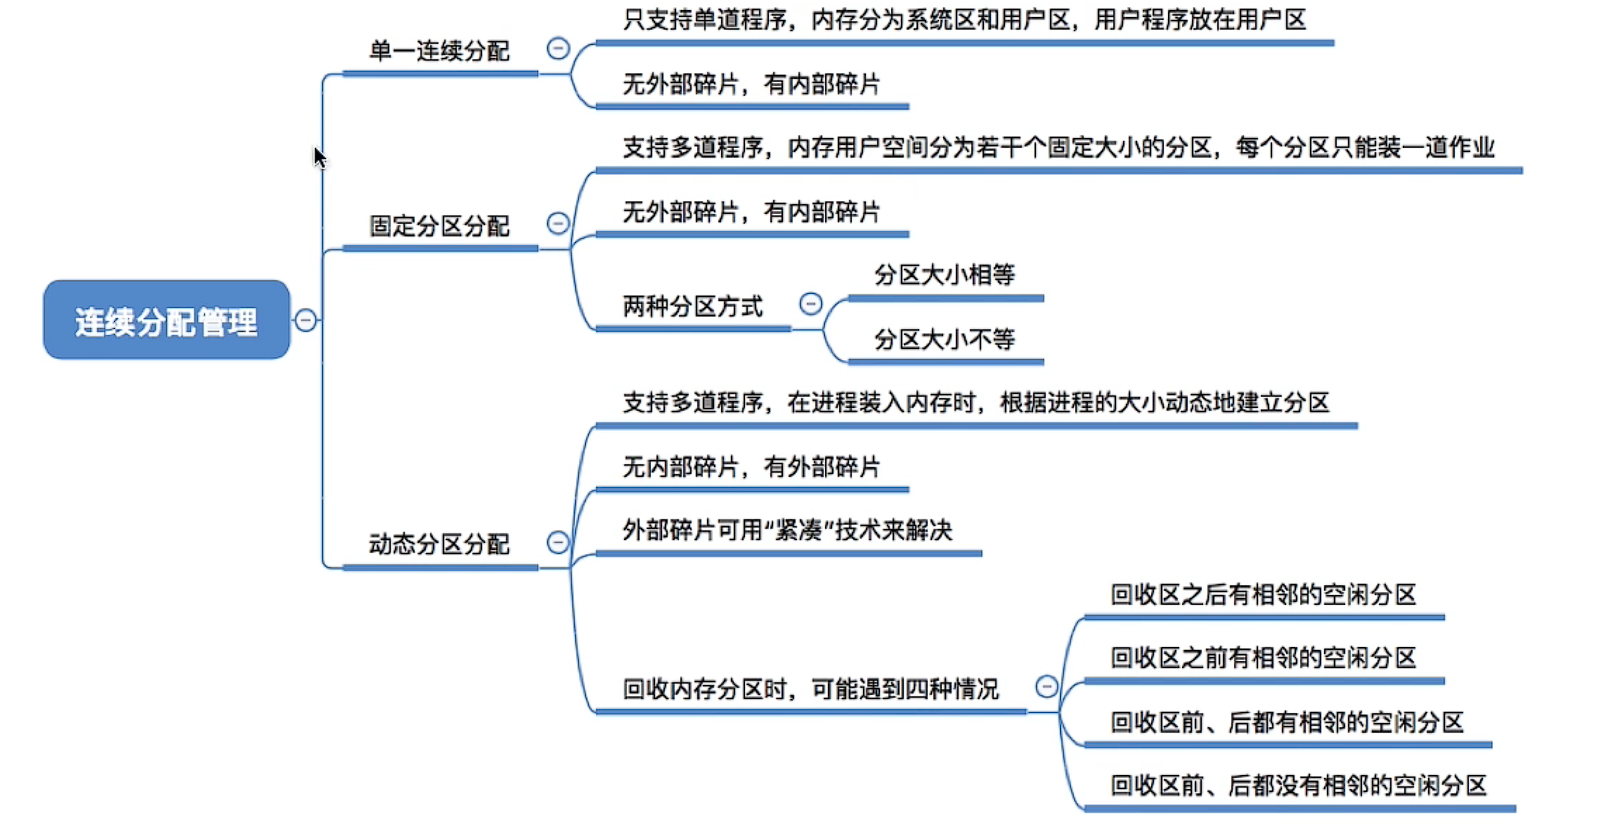 连续分配管理
单一连续分配
只支持单道程序，内存分为系统区和用户区，用户程序放在用户区
无外部碎片，有内部碎片
固定分区分配
支持多道程序，内存用户空间分为若干个固定大小的分区，每个分区只能装一道作业
无外部碎片，有内部碎片
两种分区方式
分区大小相等
分区大小不等
动态分区分配
支持多道程序，在进程装入内存时，根据进程的大小动态地建立分区
无内部碎片，有外部碎片
外部碎片可用“紧凑”技术来解决
回收内存分区时，可能遇到四种情况
回收区之后有相邻的空闲分区
回收区之前有相邻的空闲分区
回收区前、后都有相邻的空闲分区
回收区前、后都没有相邻的空闲分区